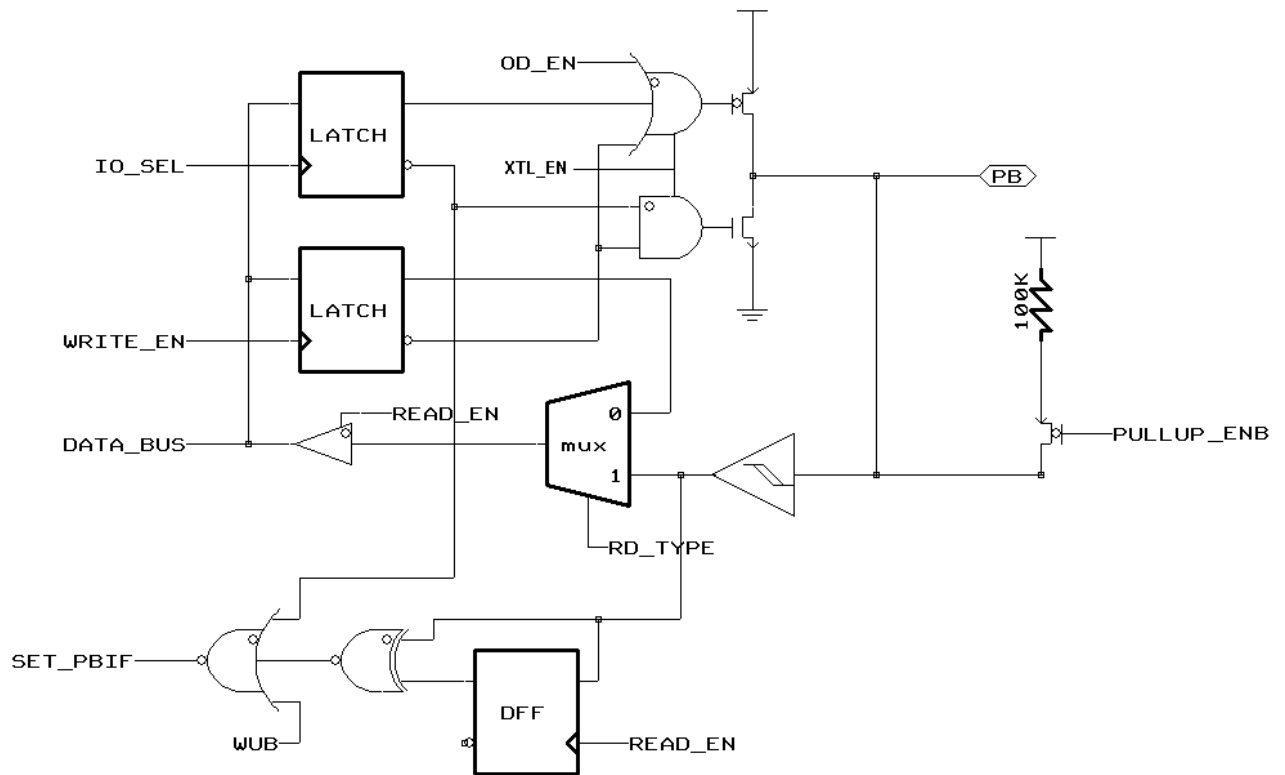 OD_EN
LATCH
IO_SEL
XTL_EN
PB
LATCH
WRITE_EN
100K
READ_EN
0
DATA_BUS
mux
PULLUP_ENB
1
RD_TYPE
SET_PBIF
DFF
WUB
READ_EN